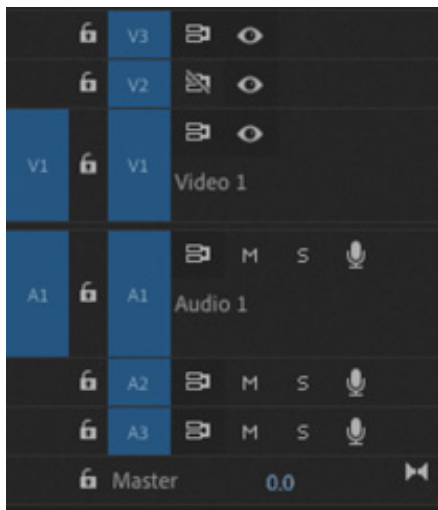 V3
V2
V1 V1
Video 1
A1 A1 M S
Audio 1
A2 M S
A3 M S
Master 0.0